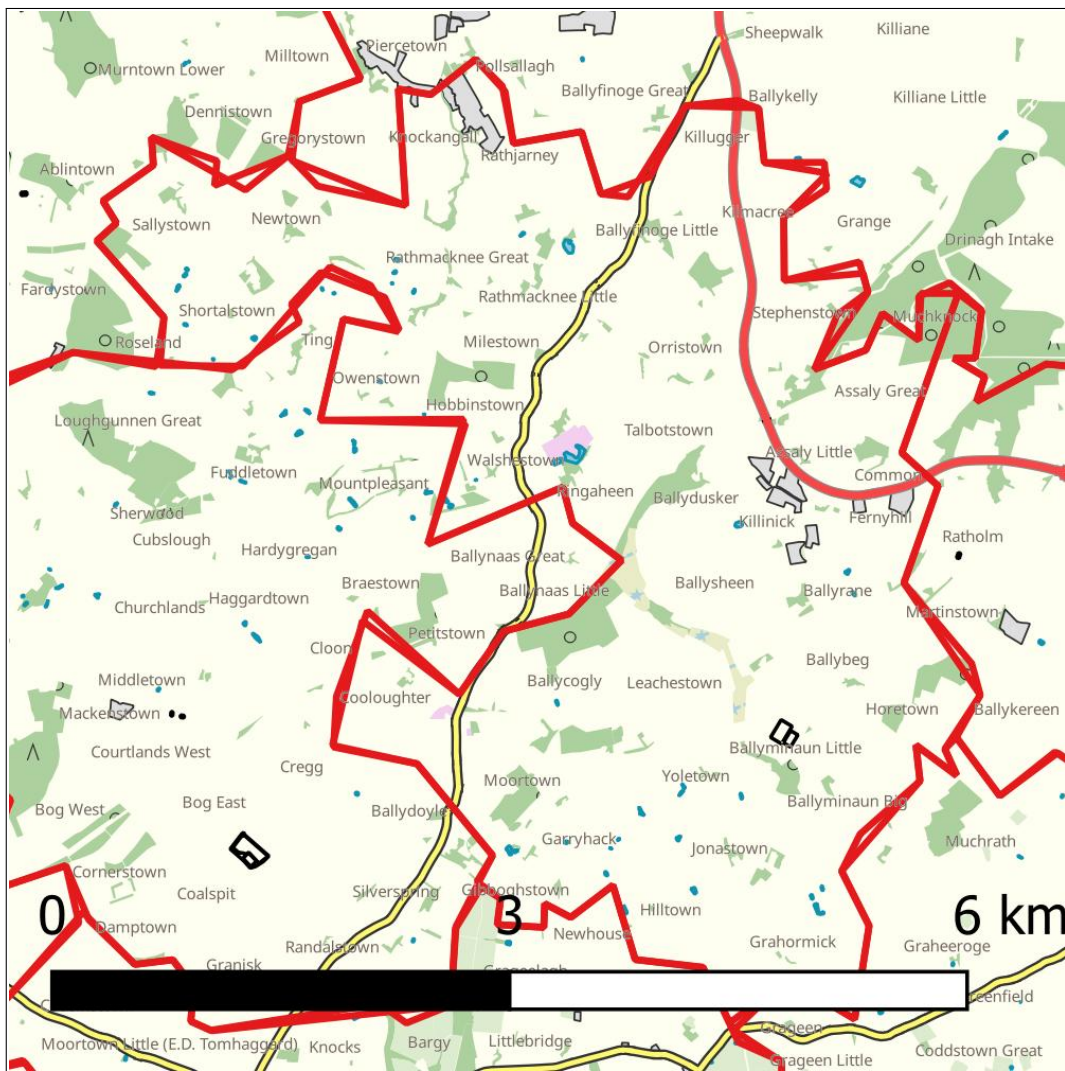 Sheepwalk
Killiane
Piercetown
Milltown
Pollsallagh
Murntown Lower
Ballyfinoge Great
Ballykelly
Killiane Little
Dennistown
Gregorystown
Knockangall
Killugger
Rathjarney
Ablintown
Sallystown
Newtown
Kilmacree
Grange
Ballyfinoge Little
Drinagh Intake
Rathmacknee Great
Fardystown
Rathmacknee Little
Shortalstown
Stephenstown
Muchknock
Roseland
Ting
Milestown
Orristown
Owenstown
Assaly Great
Hobbinstown
Loughgunnen Great
Talbotstown
Walshestown
Assaly Little
Fuddletown
Mountpleasant
Common
Ringaheen
Ballydusker
Sherwood
Killinick
Fernyhill
Cubslough
Hardygregan
Ballynaas Great
Ratholm
Braestown
Ballysheen
Ballynaas Little
Ballyrane
Haggardtown
Churchlands
Martinstown
Petitstown
Cloon
Ballybeg
Middletown
Ballycogly
Leachestown
Cooloughter
Mackenstown
Horetown
Ballykereen
Courtlands West
Ballyminaun Little
Cregg
Moortown
Yoletown
Bog West
Bog East
Ballydoyle
Ballyminaun Big
Garryhack
Jonastown
Muchrath
Cornerstown
Coalspit
Silverspring
Gibboghstown
0
3
6 km
Hilltown
Damptown
Newhouse
Randalstown
Grahormick
Graheeroge
Granisk
Grageelagh
Moortown Little (E.D. Tomhaggard)
Knocks
Bargy
Littlebridge
Grageen
Grageen Little
Coddstown Great